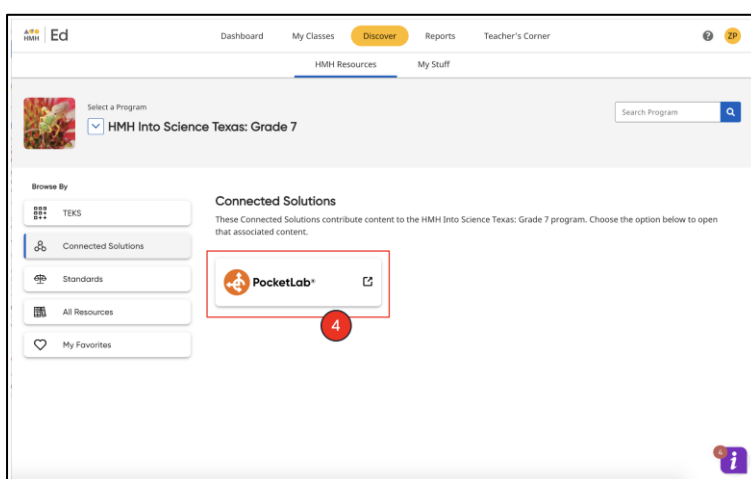 HMH Ed
Dashboard My Classes Discover Reports Teacher's Corner ? ZP
HMH Resources My Stuff
Select a Program
HMH Into Science Texas: Grade 7
Search Program
Browse By
TEKS
Connected Solutions
Standards
All Resources
My Favorites
Connected Solutions
These Connected Solutions contribute content to the HMH Into Science Texas: Grade 7 program. Choose the option below to open
that associated content.
PocketLab®
4
6
i